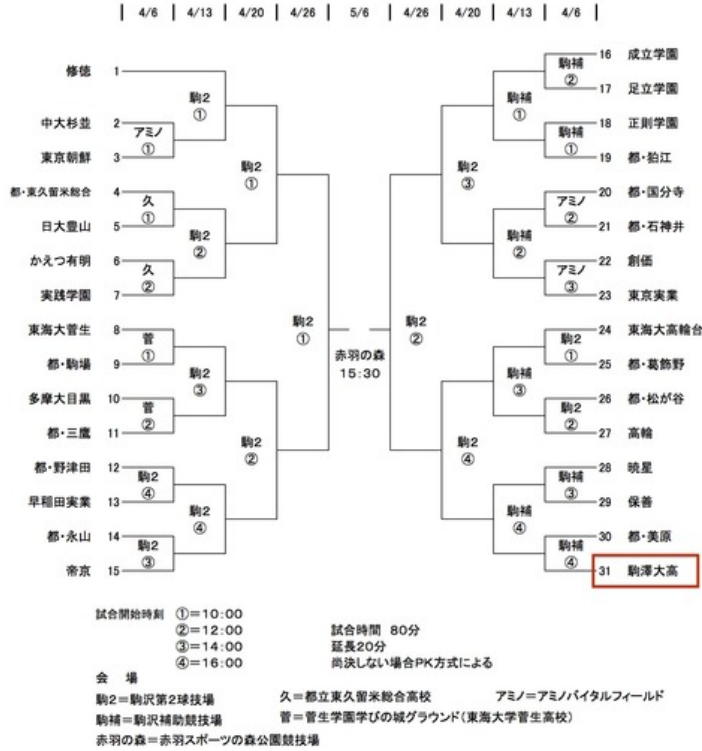 4/6 4/13 4/20 4/26 5/6 4/26 4/20 4/13 4/6
修徳 1
中大杉並 2
東京朝鮮 3
都・東久留米総合 4
日大豊山 5
かえつ有明 6
実践学園 7
東海大菅生 8
都・駒場 9
多摩大目黒 10
都・三鷹 11
都・野津田 12
早稲田実業 13
都・永山 14
帝京 15
アミノ
①
久
①
久
②
菅
①
菅
②
駒2
④
駒2
③
駒2
①
駒2
②
駒2
③
駒2
④
駒2
①
駒2
②
駒2
①
赤羽の森
15:30
駒2
②
駒2
③
駒2
④
駒補
①
駒補
②
駒補
③
駒補
④
駒補
②
駒補
①
アミノ
②
アミノ
③
駒2
①
駒2
②
駒補
③
駒補
④
16 成立学園
17 足立学園
18 正則学園
19 都・狛江
20 都・国分寺
21 都・石神井
22 創価
23 東京実業
24 東海大高輪台
25 都・葛飾野
26 都・松が谷
27 高輪
28 暁星
29 保善
30 都・美原
31 駒澤大高
試合開始時刻 ①=10:00
②=12:00 試合時間 80分
③=14:00 延長20分
④=16:00 尚決しない場合PK方式による
会 場
駒2=駒沢第2球技場 久=都立東久留米総合高校 アミノ=アミノバイタルフィールド
駒補=駒沢補助競技場 菅=菅生学園学びの城グラウンド(東海大学菅生高校)
赤羽の森=赤羽スポーツの森公園競技場